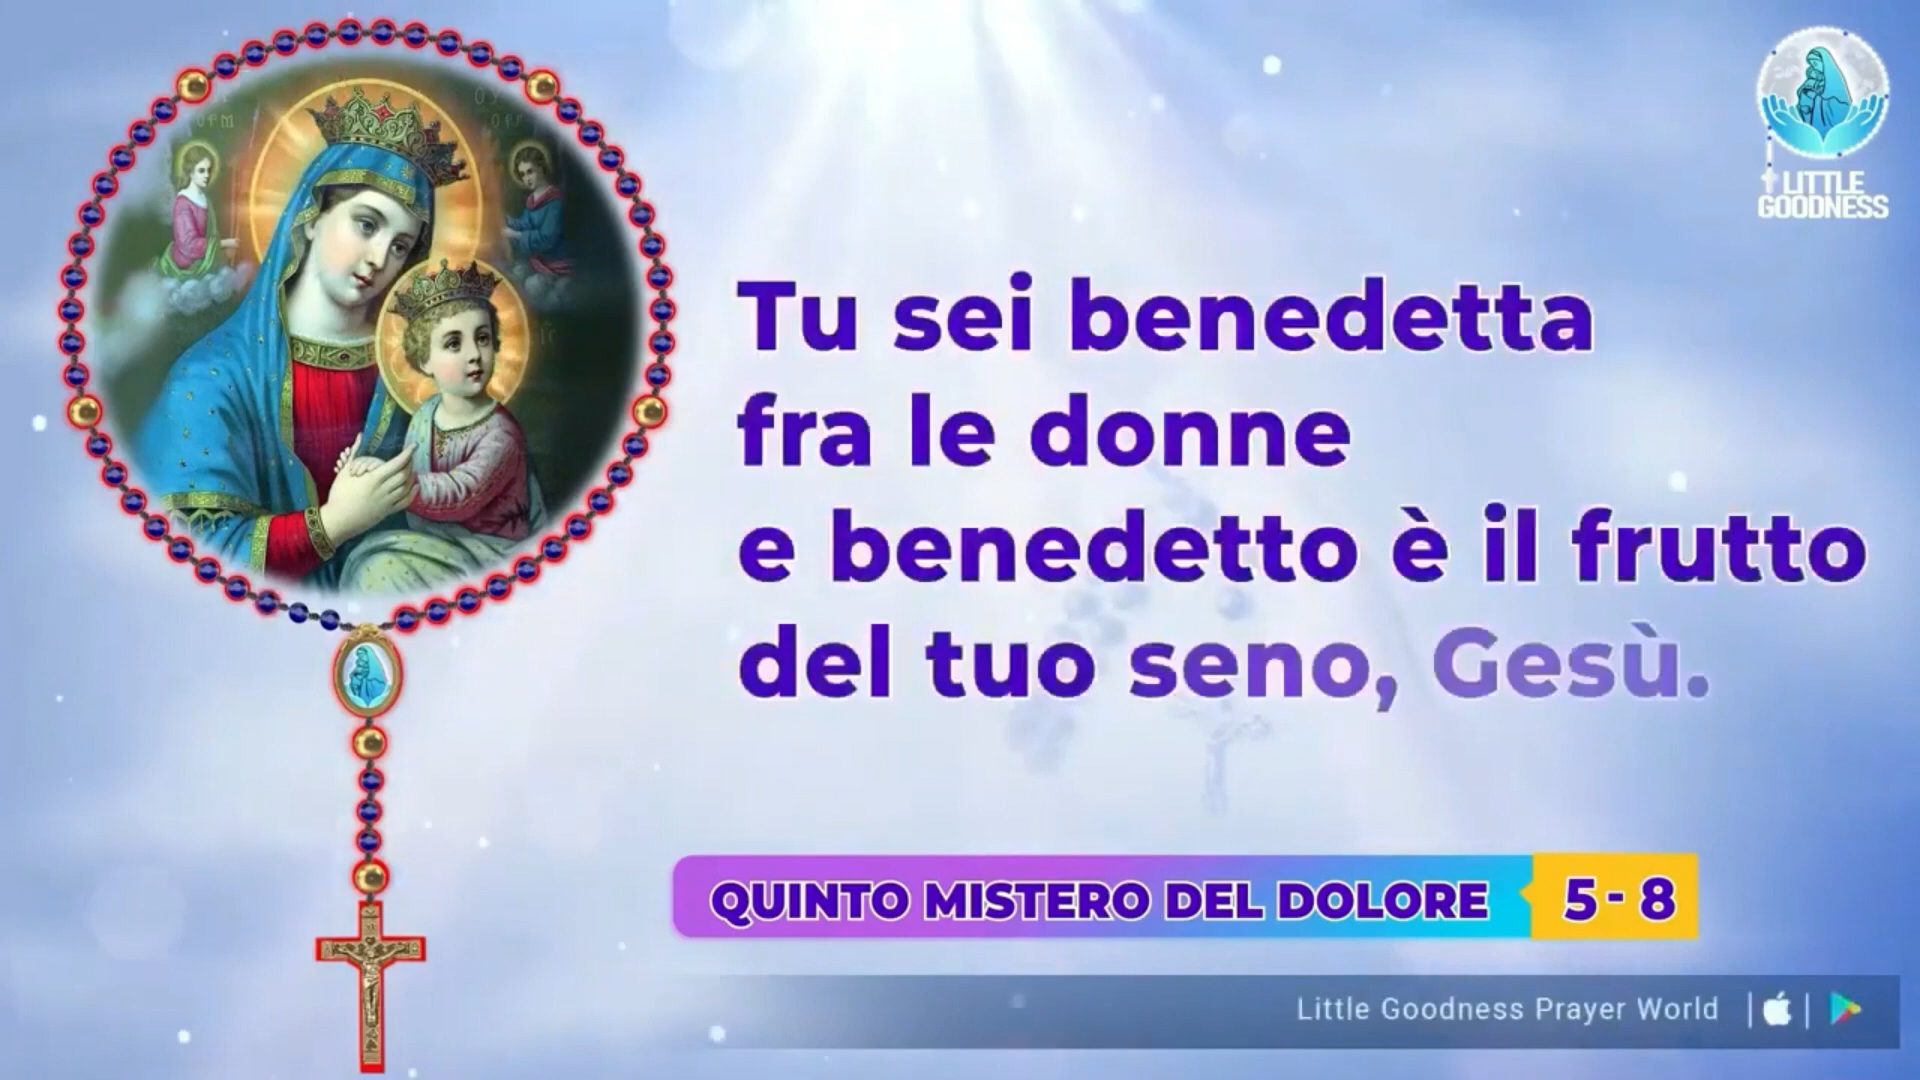 LITTLE
GOODNESS
Tu sei benedetta
fra le donne
e benedetto è il frutto
del tuo seno, Gesù.
QUINTO MISTERO DEL DOLORE 5 - 8
Little Goodness Prayer World